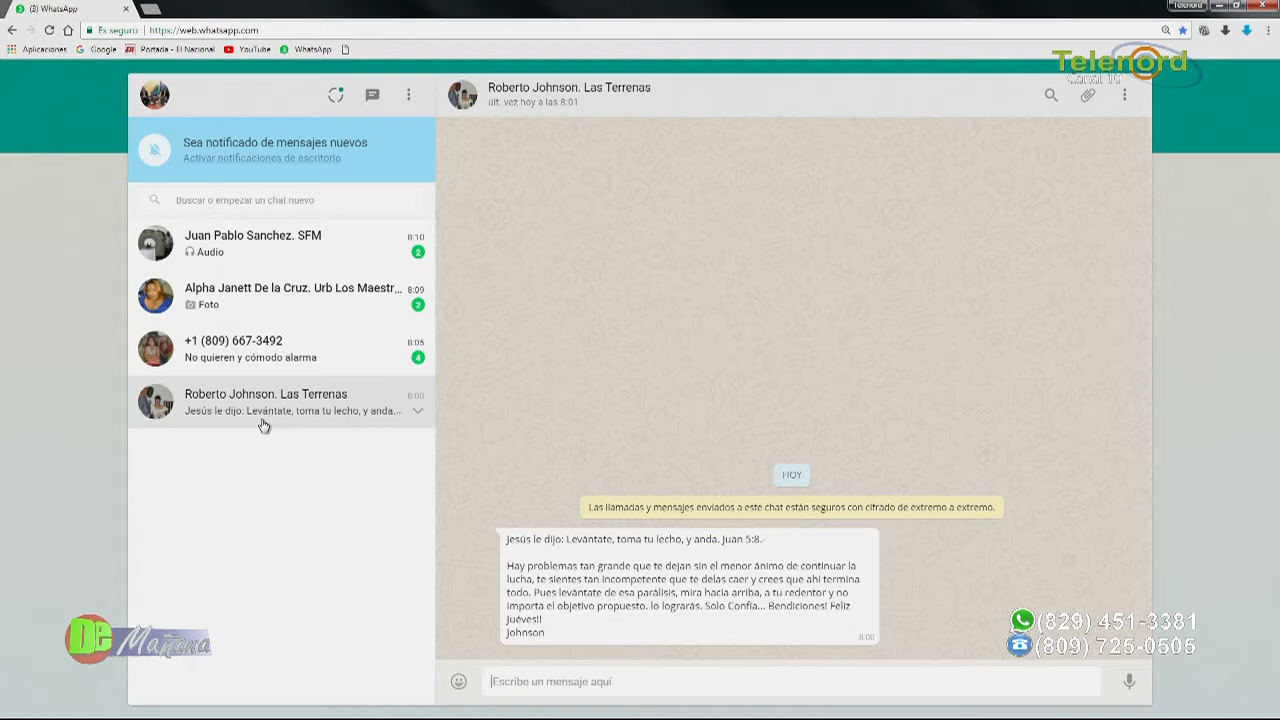 (3) WhatsApp
Telenord
Es seguro
https://web.whatsapp.com
Aplicaciones
Google
Portada - El Nacional
YouTube
WhatsApp
Telenord
Canal 10
Roberto Johnson. Las Terrenas
últ. vez hoy a las 8:01
Sea notificado de mensajes nuevos
Activar notificaciones de escritorio
Buscar o empezar un chat nuevo
Juan Pablo Sanchez. SFM 8:10
Audio 2
Alpha Janett De la Cruz. Urb Los Maestr... 8:09
Foto 2
+1 (809) 667-3492 8:05
No quieren y cómodo alarma 4
Roberto Johnson. Las Terrenas 8:00
Jesús le dijo: Levántate, toma tu lecho, y anda....
HOY
Las llamadas y mensajes enviados a este chat están seguros con cifrado de extremo a extremo.
Jesús le dijo: Levántate, toma tu lecho, y anda. Juan 5:8.
Hay problemas tan grande que te dejan sin el menor ánimo de continuar la
lucha, te sientes tan incompetente que te delas caer y crees que ahí termina
todo. Pues levántate de esa parálisis, mira hacia arriba, a tu redentor y no
importa el objetivo propuesto. lo lograrás. Solo Confía... Bendiciones! Feliz
Juéves!!
Johnson
8:00
Escribe un mensaje aquí
De
Mañana
(829) 451-3381
(809) 725-0505